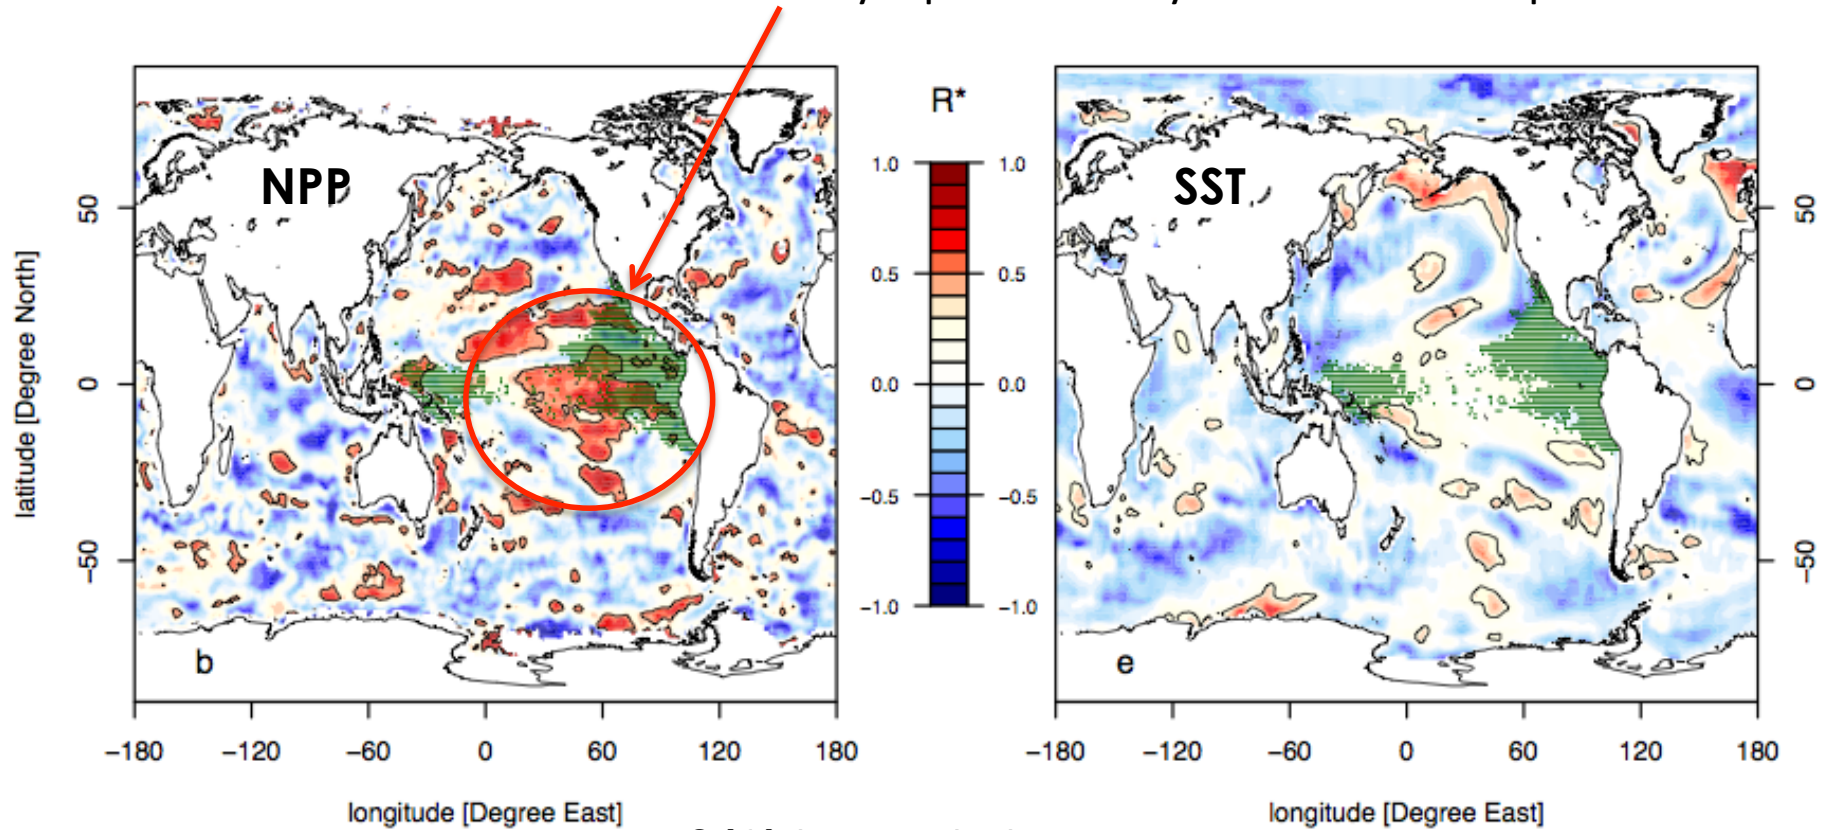 R*
NPP
SST
1.0 1.0
0.5 0.5
0.0 0.0
−0.5 −0.5
−1.0 −1.0
latitude [Degree North]
50
0
−50
50
0
−50
b
e
−180 −120 −60 0 60 120 180
−180 −120 −60 0 60 120 180
longitude [Degree East]
longitude [Degree East]